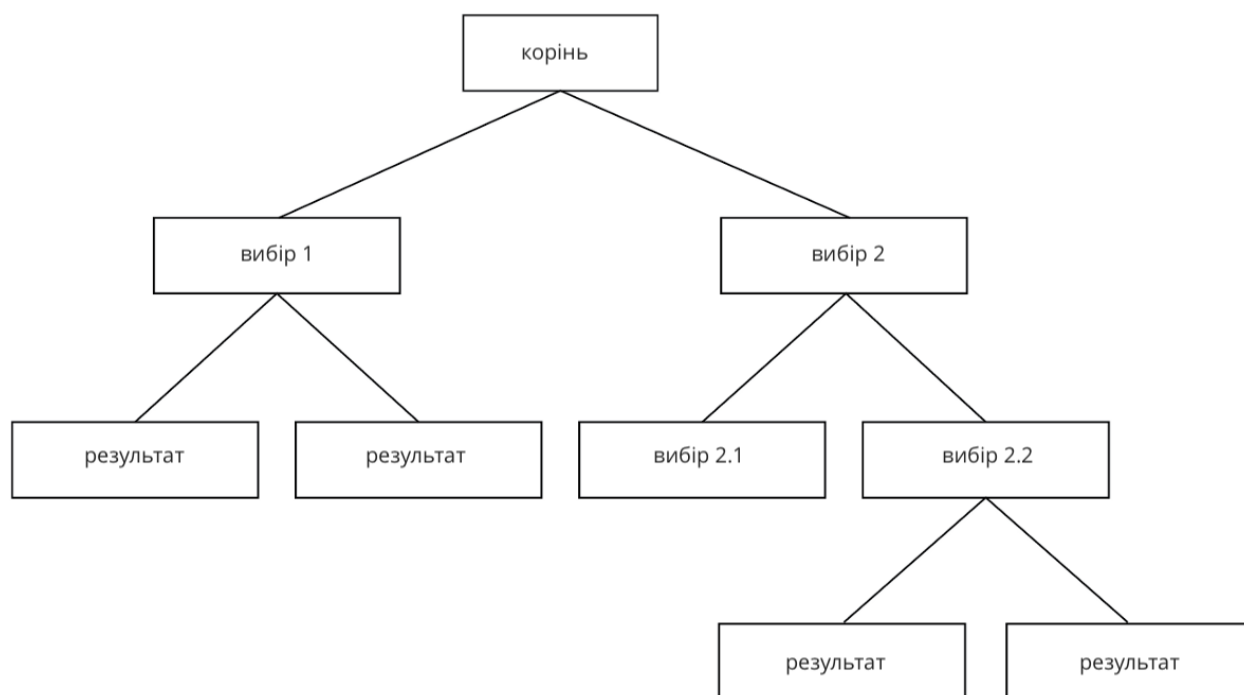 корінь
вибір 1
вибір 2
результат
результат
вибір 2.1
вибір 2.2
результат
результат